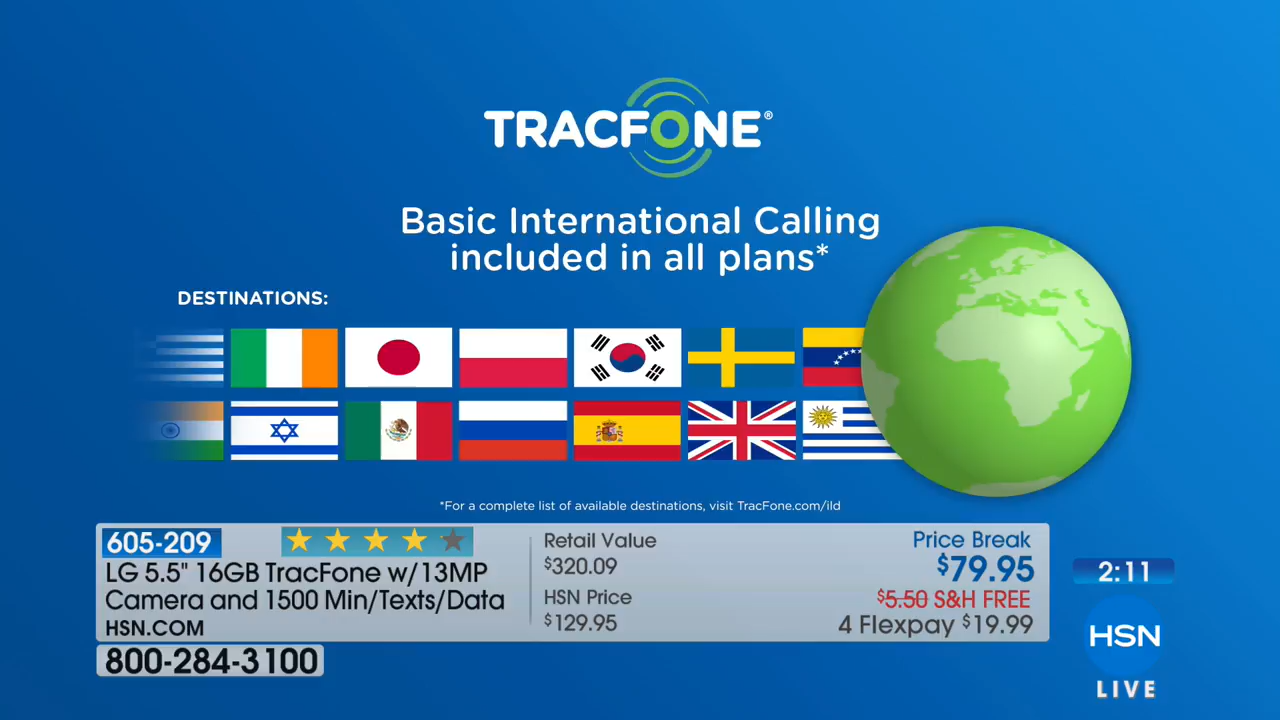 TRACFONE®
Basic International Calling
included in all plans*
DESTINATIONS:
*For a complete list of available destinations, visit TracFone.com/ild
605-209
LG 5.5" 16GB TracFone w/13MP
Camera and 1500 Min/Texts/Data
HSN.COM
800-284-3100
Retail Value
$320.09
HSN Price
$129.95
Price Break
$79.95
$5.50 S&H FREE
4 Flexpay $19.99
2:11
HSN
LIVE